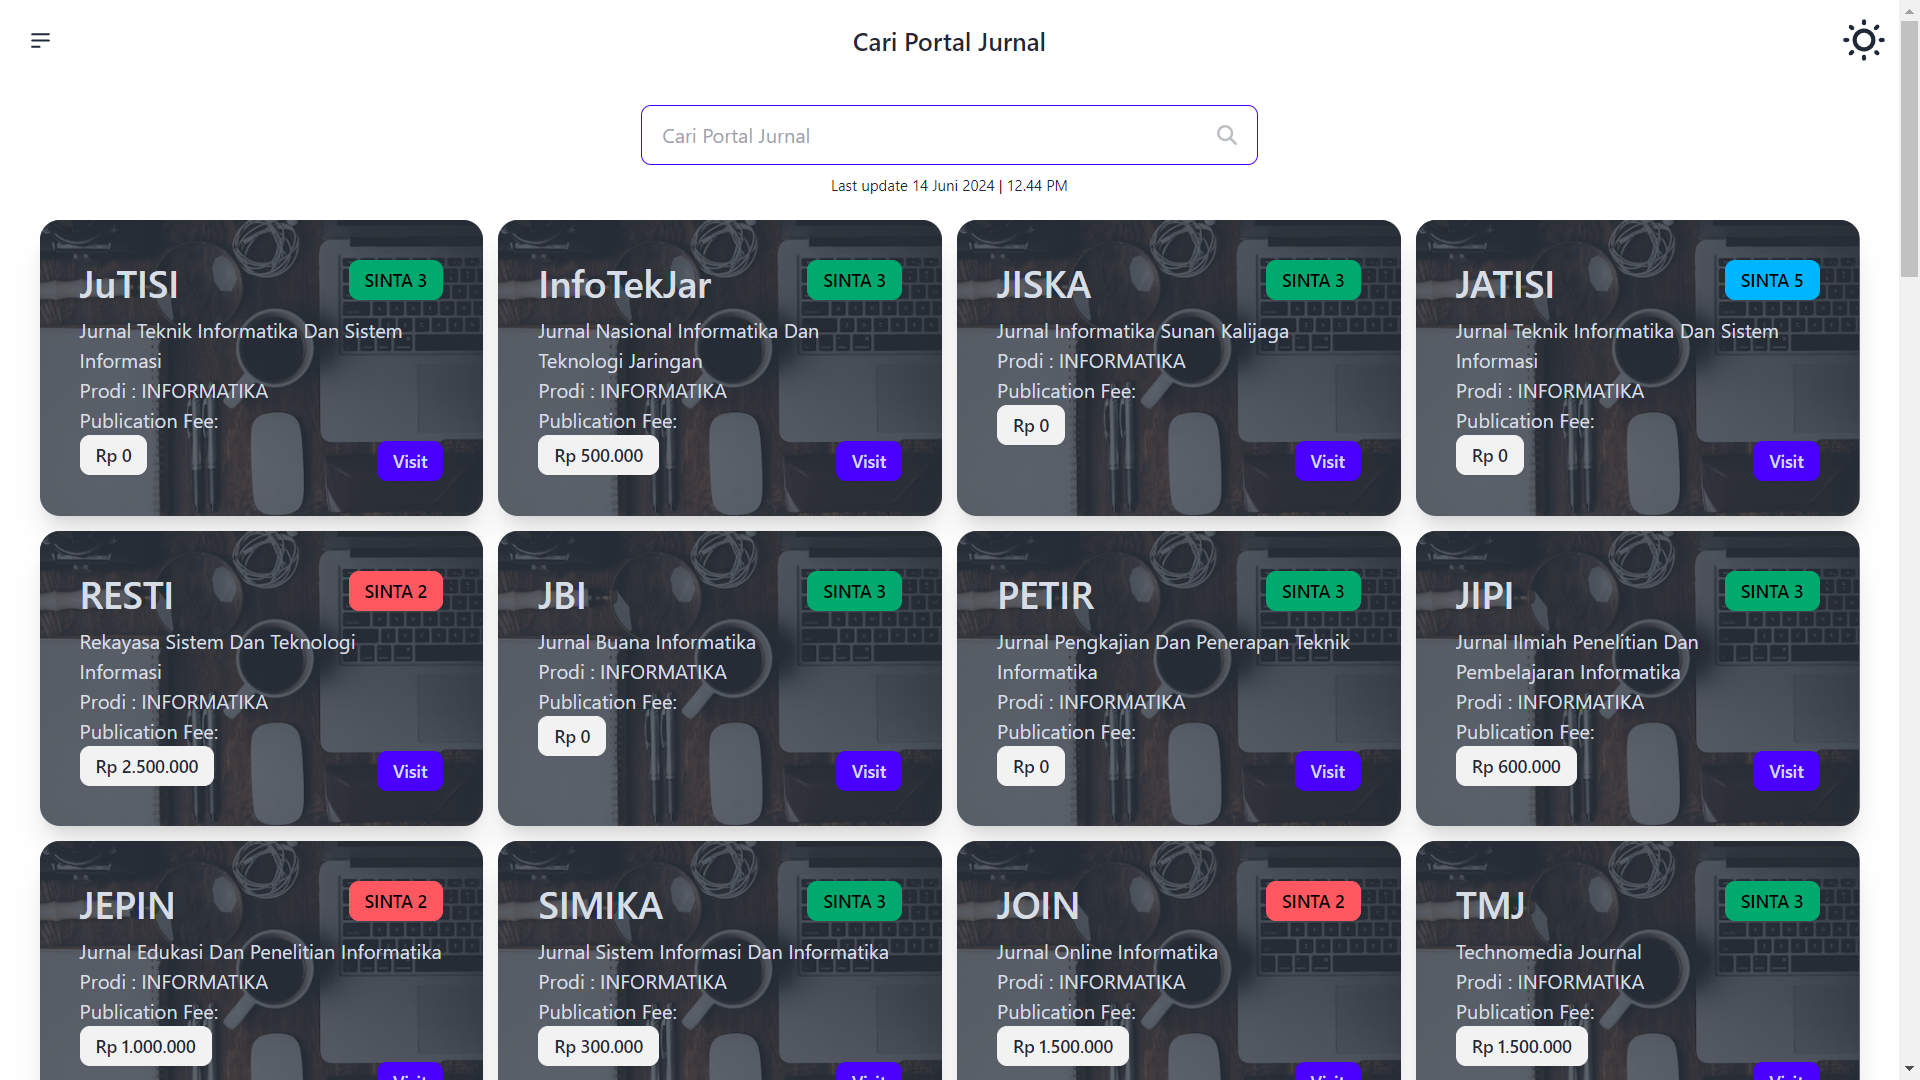 Cari Portal Jurnal
Cari Portal Jurnal
Last update 14 Juni 2024 | 12.44 PM
JuTISI
SINTA 3
Jurnal Teknik Informatika Dan Sistem
Informasi
Prodi : INFORMATIKA
Publication Fee:
Rp 0
Visit
InfoTekJar
SINTA 3
Jurnal Nasional Informatika Dan
Teknologi Jaringan
Prodi : INFORMATIKA
Publication Fee:
Rp 500.000
Visit
JISKA
SINTA 3
Jurnal Informatika Sunan Kalijaga
Prodi : INFORMATIKA
Publication Fee:
Rp 0
Visit
JATISI
SINTA 5
Jurnal Teknik Informatika Dan Sistem
Informasi
Prodi : INFORMATIKA
Publication Fee:
Rp 0
Visit
RESTI
SINTA 2
Rekayasa Sistem Dan Teknologi
Informasi
Prodi : INFORMATIKA
Publication Fee:
Rp 2.500.000
Visit
JBI
SINTA 3
Jurnal Buana Informatika
Prodi : INFORMATIKA
Publication Fee:
Rp 0
Visit
PETIR
SINTA 3
Jurnal Pengkajian Dan Penerapan Teknik
Informatika
Prodi : INFORMATIKA
Publication Fee:
Rp 0
Visit
JIPI
SINTA 3
Jurnal Ilmiah Penelitian Dan
Pembelajaran Informatika
Prodi : INFORMATIKA
Publication Fee:
Rp 600.000
Visit
JEPIN
SINTA 2
Jurnal Edukasi Dan Penelitian Informatika
Prodi : INFORMATIKA
Publication Fee:
Rp 1.000.000
Visit
SIMIKA
SINTA 3
Jurnal Sistem Informasi Dan Informatika
Prodi : INFORMATIKA
Publication Fee:
Rp 300.000
Visit
JOIN
SINTA 2
Jurnal Online Informatika
Prodi : INFORMATIKA
Publication Fee:
Rp 1.500.000
Visit
TMJ
SINTA 3
Technomedia Journal
Prodi : INFORMATIKA
Publication Fee:
Rp 1.500.000
Visit